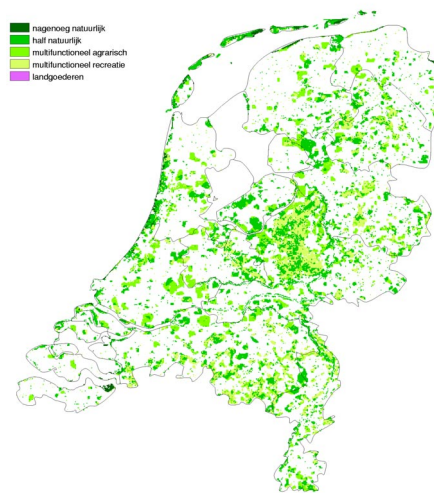 nagenoeg natuurlijk
half natuurlijk
multifunctioneel agrarisch
multifunctioneel recreatie
landgoederen